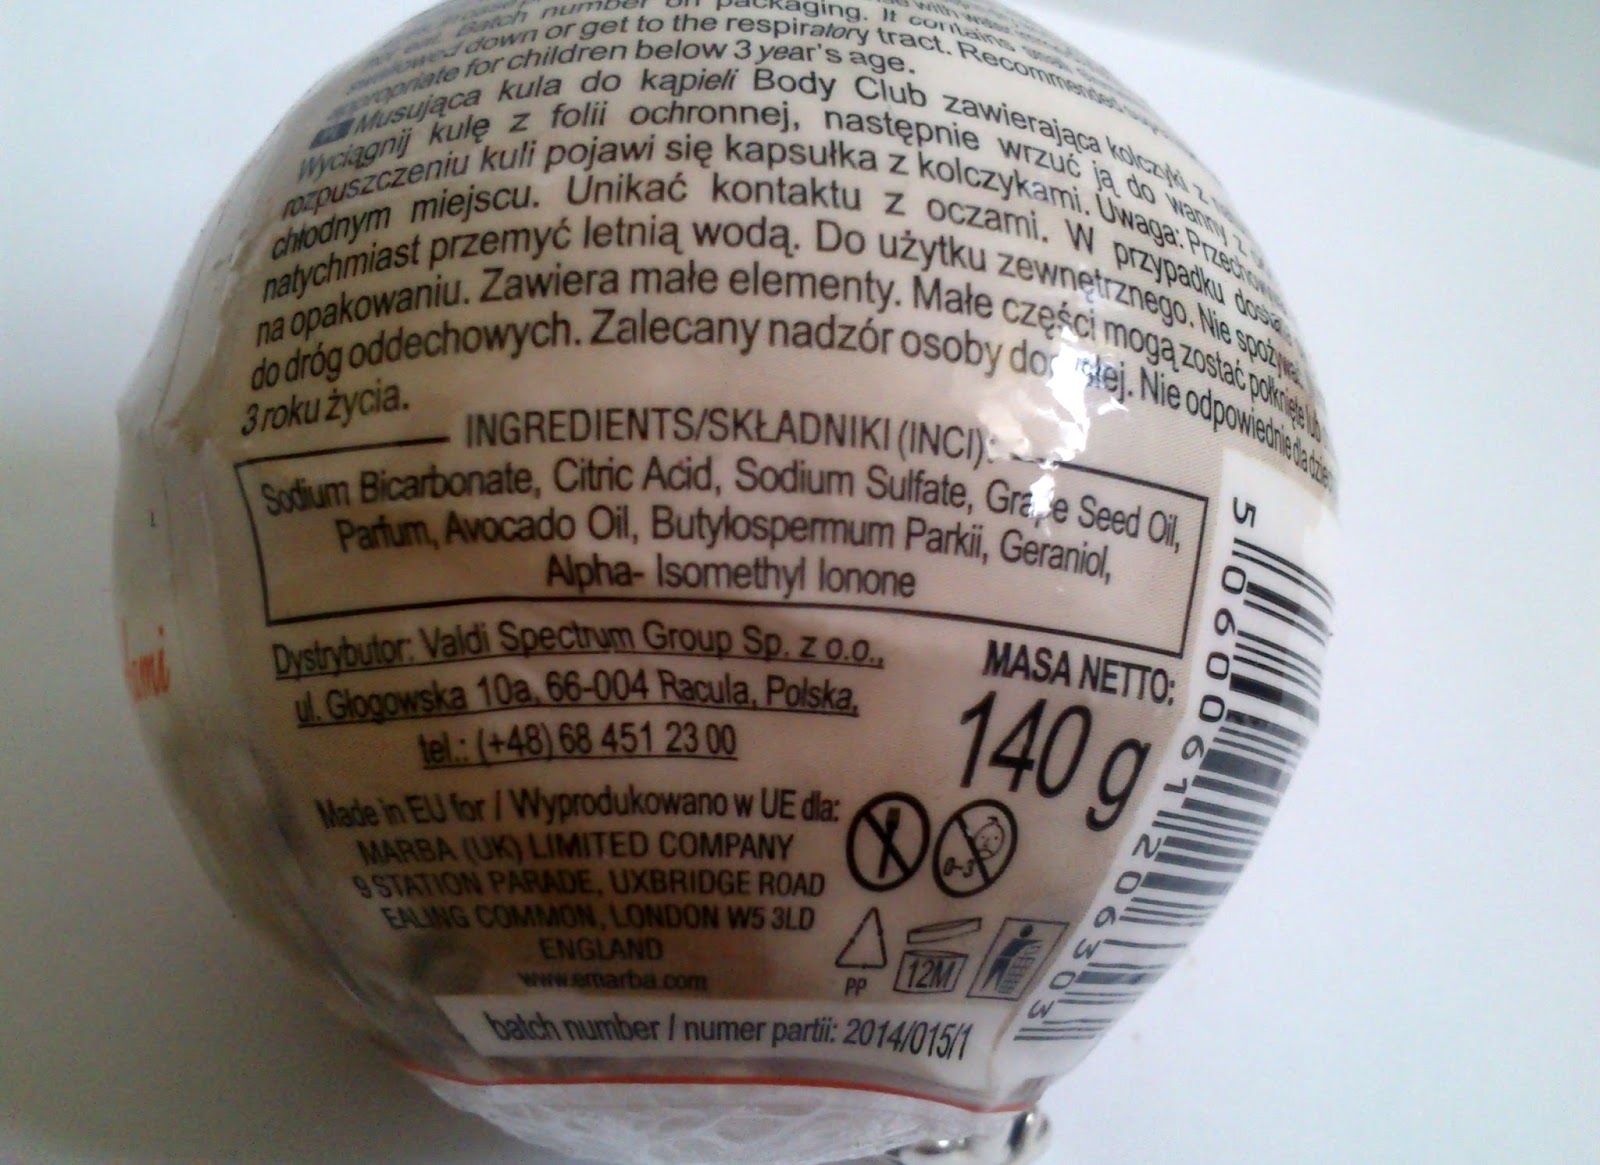 Batch number on packaging. It contains small
swallowed down or get to the respiratory tract. Recommended
appropriate for children below 3 year's age.
PL Musująca kula do kąpieli Body Club zawierająca kolczyki z
Wyciągnij kulę z folii ochronnej, następnie wrzuć ją do wanny z
rozpuszczeniu kuli pojawi się kapsułka z kolczykami. Uwaga: Przechow
chłodnym miejscu. Unikać kontaktu z oczami. W przypadku dosta
natychmiast przemyć letnią wodą. Do użytku zewnętrznego. Nie spożywać.
na opakowaniu. Zawiera małe elementy. Małe części mogą zostać połknięte lub
do dróg oddechowych. Zalecany nadzór osoby dorosłej. Nie odpowiednie dla dzie
3 roku życia.
INGREDIENTS/SKŁADNIKI (INCI):
Sodium Bicarbonate, Citric Acid, Sodium Sulfate, Grape Seed Oil,
Parfum, Avocado Oil, Butylospermum Parkii, Geraniol,
Alpha- Isomethyl Ionone
Dystrybutor: Valdi Spectrum Group Sp. z o.o.,
ul. Głogowska 10a, 66-004 Racula, Polska,
tel.: (+48) 68 451 23 00
MASA NETTO:
140 g
Made in EU for / Wyprodukowano w UE dla:
MARBA (UK) LIMITED COMPANY
9 STATION PARADE, UXBRIDGE ROAD
EALING COMMON, LONDON W5 3LD
ENGLAND
www.emarba.com
0-3
PP
12M
batch number / numer partii: 2014/015/1
5 060091 206303